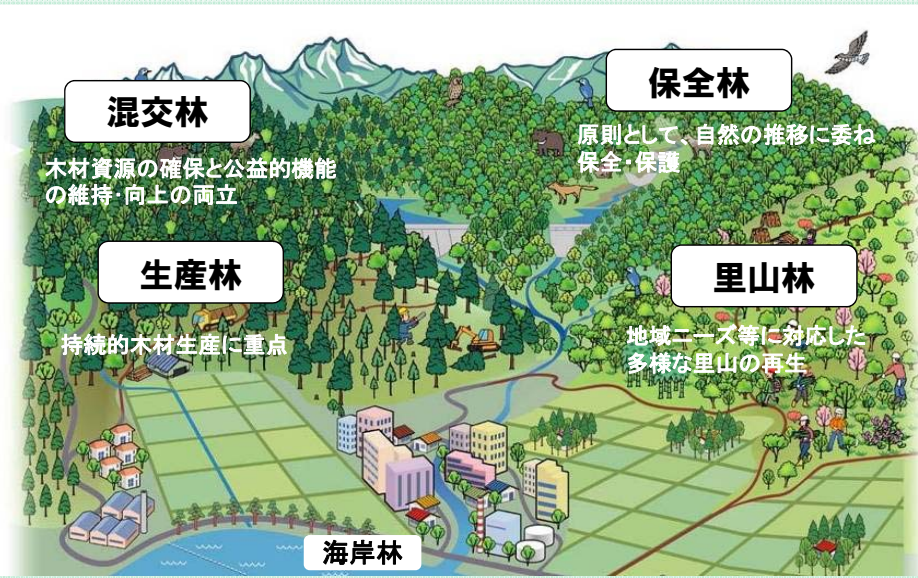 混交林
木材資源の確保と公益的機能
の維持・向上の両立
保全林
原則として、自然の推移に委ね
保全・保護
生産林
持続的木材生産に重点
里山林
地域ニーズ等に対応した
多様な里山の再生
海岸林